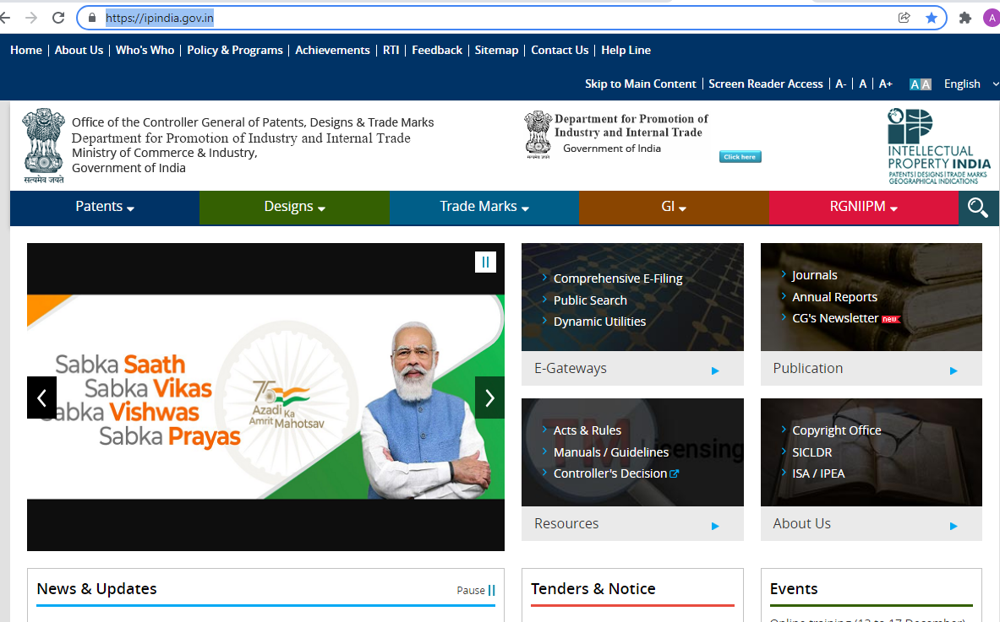 https://ipindia.gov.in
A
Home | About Us | Who's Who | Policy & Programs | Achievements | RTI | Feedback | Sitemap | Contact Us | Help Line
Skip to Main Content | Screen Reader Access | A- | A | A+ A A English
Office of the Controller General of Patents, Designs & Trade Marks
Department for Promotion of Industry and Internal Trade
Ministry of Commerce & Industry,
Government of India
सत्यमेव जयते
Department for Promotion of
Industry and Internal Trade
Government of India
सत्यमेव जयते
Click here
INTELLECTUAL
PROPERTY INDIA
PATENTS | DESIGNS | TRADE MARKS
GEOGRAPHICAL INDICATIONS
Patents Designs Trade Marks GI RGNIIPM
Sabka Saath
Sabka Vikas
Sabka Vishwas
Sabka Prayas
75
Azadi Ka
Amrit Mahotsav
Comprehensive E-Filing
Public Search
Dynamic Utilities
E-Gateways
Journals
Annual Reports
CG's Newsletter new
Publication
TM Licensing
Acts & Rules
Manuals / Guidelines
Controller's Decision
Resources
Copyright Office
SICLDR
ISA / IPEA
About Us
News & Updates Pause
Tenders & Notice
Events
Online training (13 to 17 December)